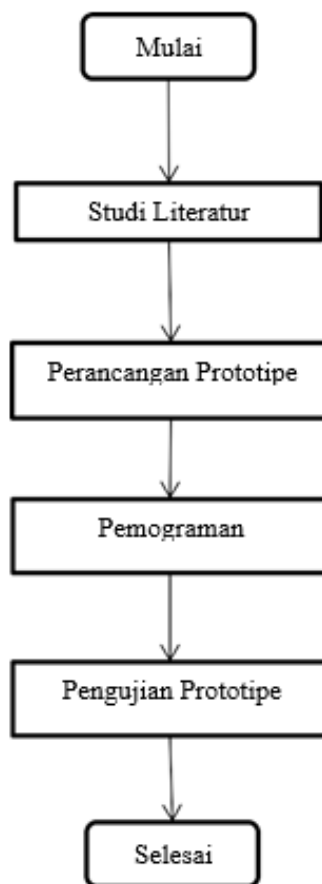 Mulai
Studi Literatur
Perancangan Prototipe
Pemograman
Pengujian Prototipe
Selesai